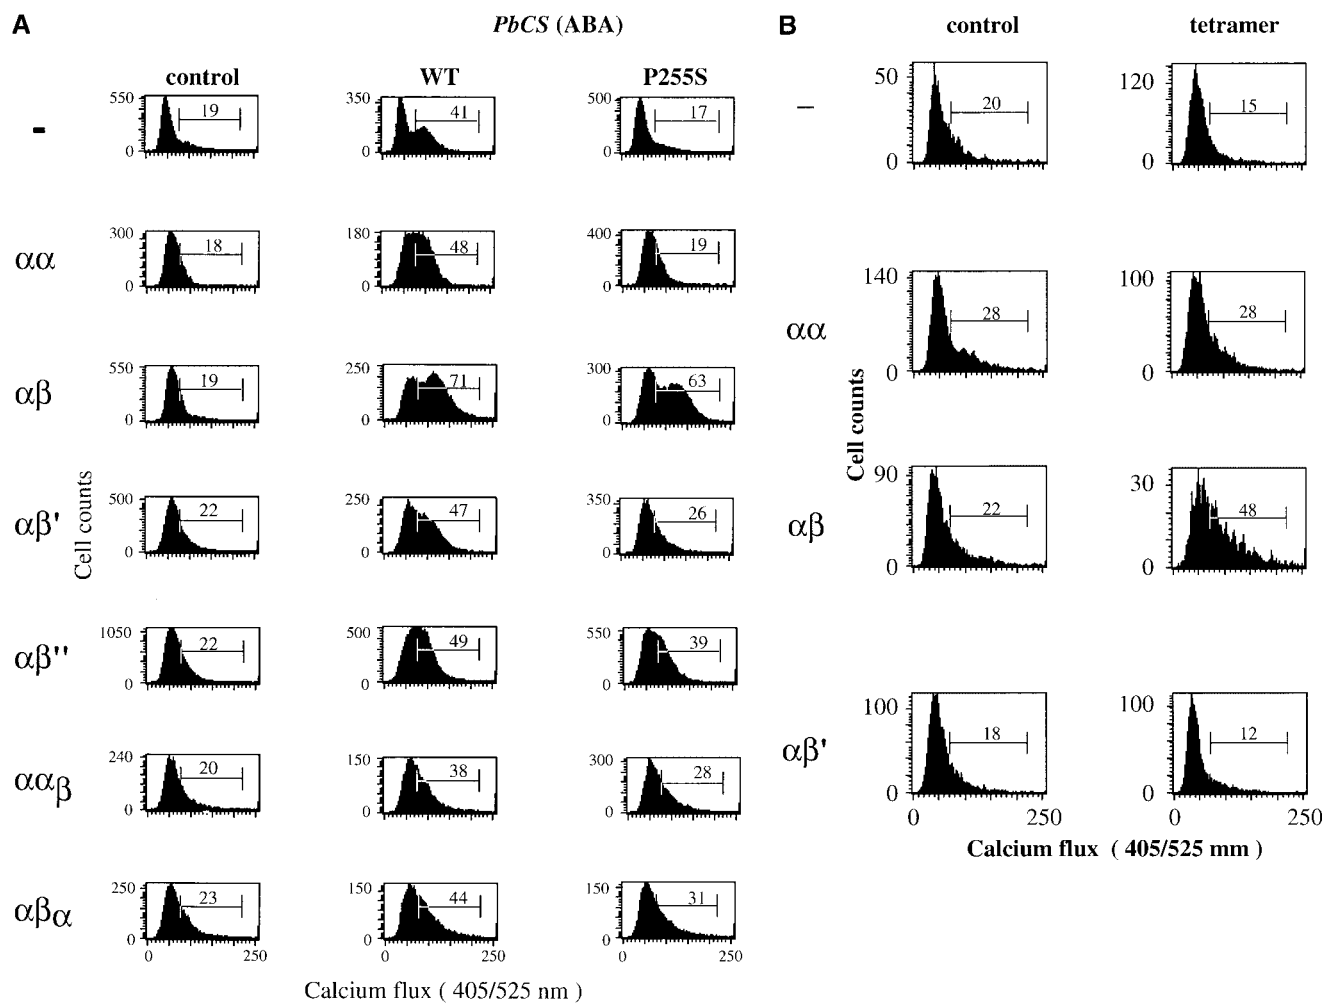 A
PbCS (ABA)
control WT P255S
-
550 19 0
350 41 0
500 17 0
αα
300 18 0
180 48 0
400 19 0
αβ
550 19 0
250 71 0
300 63 0
αβ'
500 22 0
250 47 0
350 26 0
Cell counts
αβ''
1050 22 0
500 49 0
550 39 0
ααβ
240 20 0
150 38 0
300 28 0
αβα
250 23 0
150 44 0
150 31 0
0 250 0 250 0 250
Calcium flux ( 405/525 nm )
B
control tetramer
–
50 20 0
120 15 0
αα
140 28 0
100 28 0
Cell counts
αβ
90 22 0
30 48 0
αβ'
100 18 0
100 12 0
0 250 0 250
Calcium flux ( 405/525 mm )